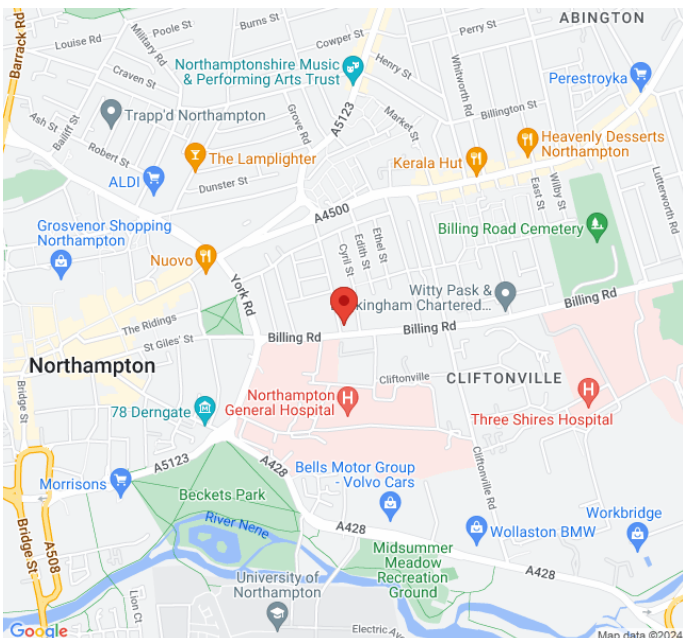 ABINGTON
Barrack Rd
Poole St
Burns St
Military Rd
Louise Rd
Cowper St
Perry St
Northamptonshire Music
& Performing Arts Trust
Henry St
Whitworth Rd
Craven St
Perestroyka
A5123
Market St
Billington St
Trapp'd Northampton
Grove Rd
Ash St
Bailiff St
Robert St
The Lamplighter
Kerala Hut
Heavenly Desserts
Northampton
ALDI
Dunster St
East St
Wilby St
Lutterworth Rd
A4500
Grosvenor Shopping
Northampton
Billing Road Cemetery
Nuovo
Cyril St
Edith St
Ethel St
York Rd
Witty Pask &
kingham Chartered...
Billing Rd
The Ridings
St Giles' St
Billing Rd
Billing Rd
Northampton
Cliftonville
CLIFTONVILLE
Bridge St
Northampton
General Hospital
78 Derngate
Three Shires Hospital
A5123
A428
Bells Motor Group
- Volvo Cars
Cliftonville Rd
Morrisons
Beckets Park
Workbridge
River Nene
A428
Wollaston BMW
Bridge St
A508
Midsummer
Meadow
Recreation
Ground
A428
University of
Northampton
Lion Ct
Google
Electric Av
Map data ©2024